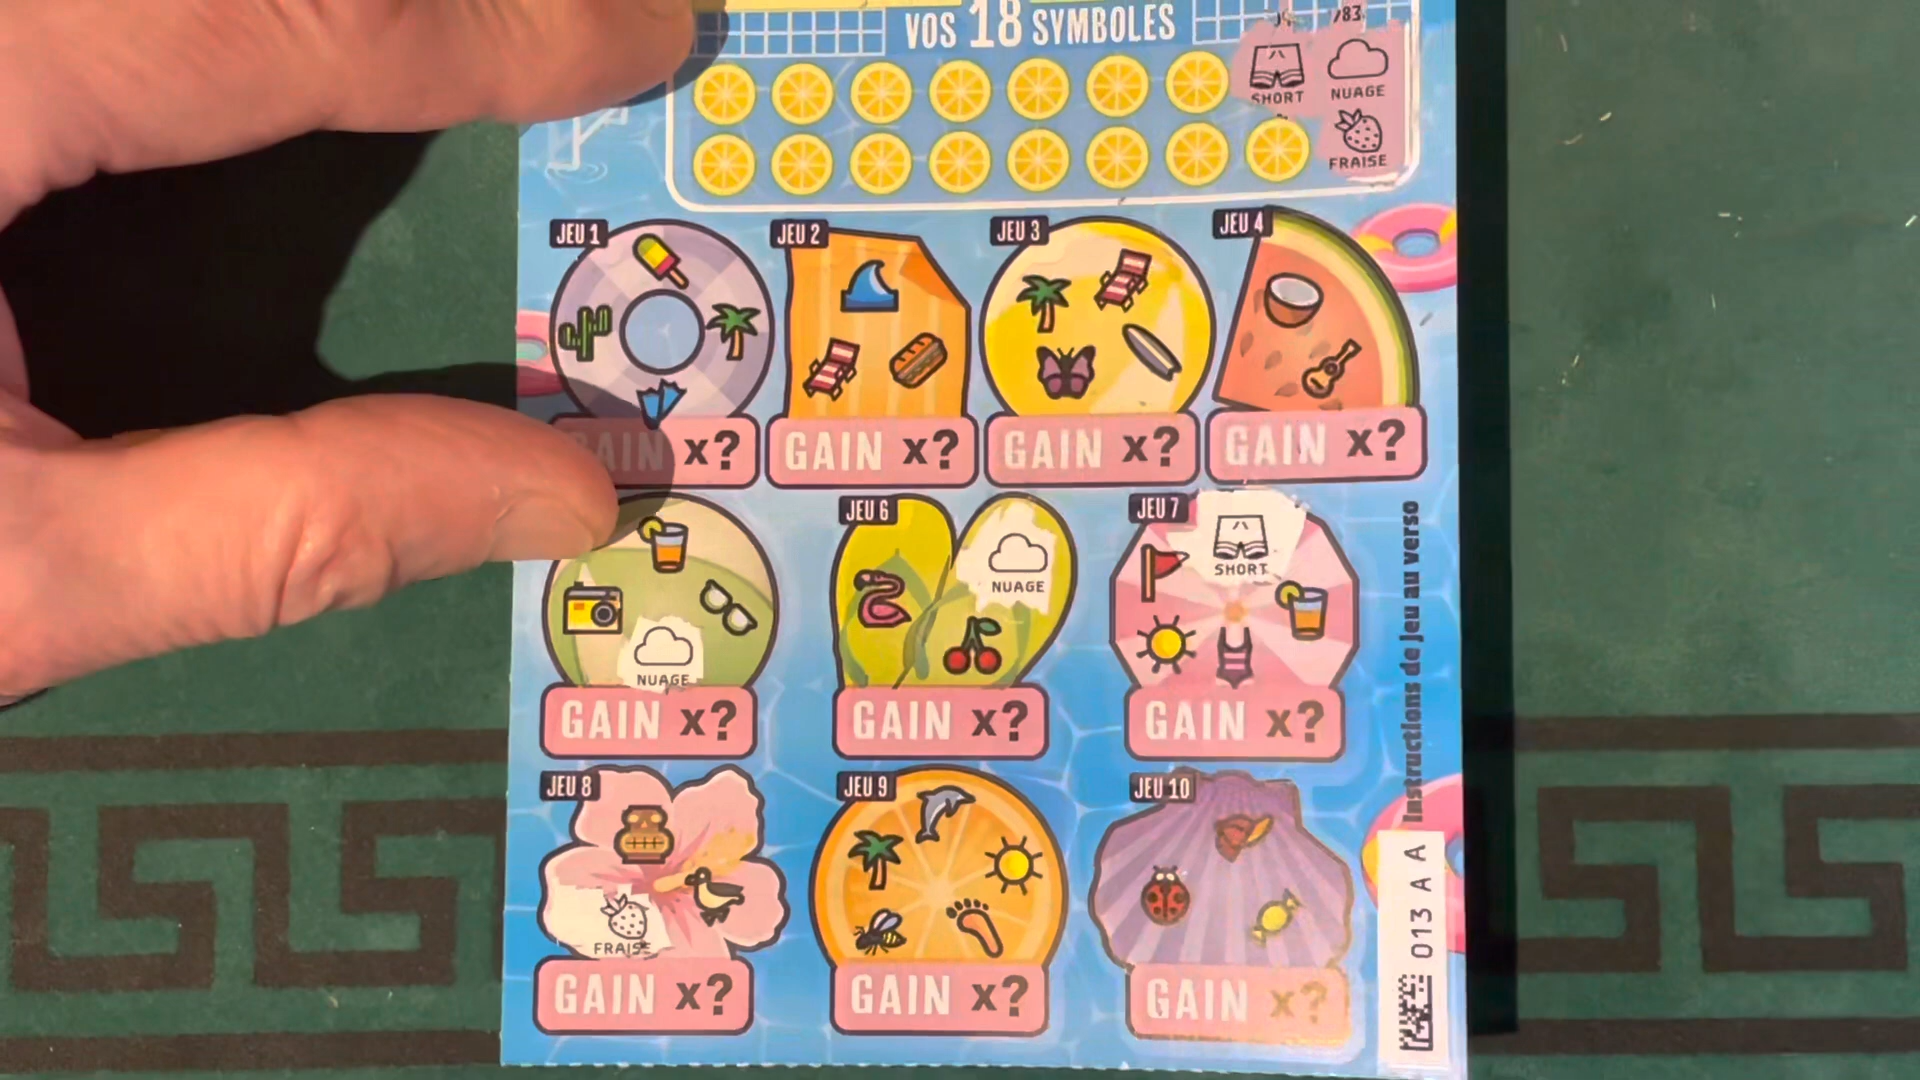 VOS 18 SYMBOLES
783
SHORT NUAGE
FRAISE
JEU 1 JEU 2 JEU 3 JEU 4
GAIN x? GAIN x? GAIN x? GAIN x?
JEU 6 JEU 7
NUAGE
SHORT
NUAGE
GAIN x? GAIN x? GAIN x?
JEU 8 JEU 9 JEU 10
FRAISE
GAIN x? GAIN x? GAIN x?
Instructions de jeu au verso
013 A A